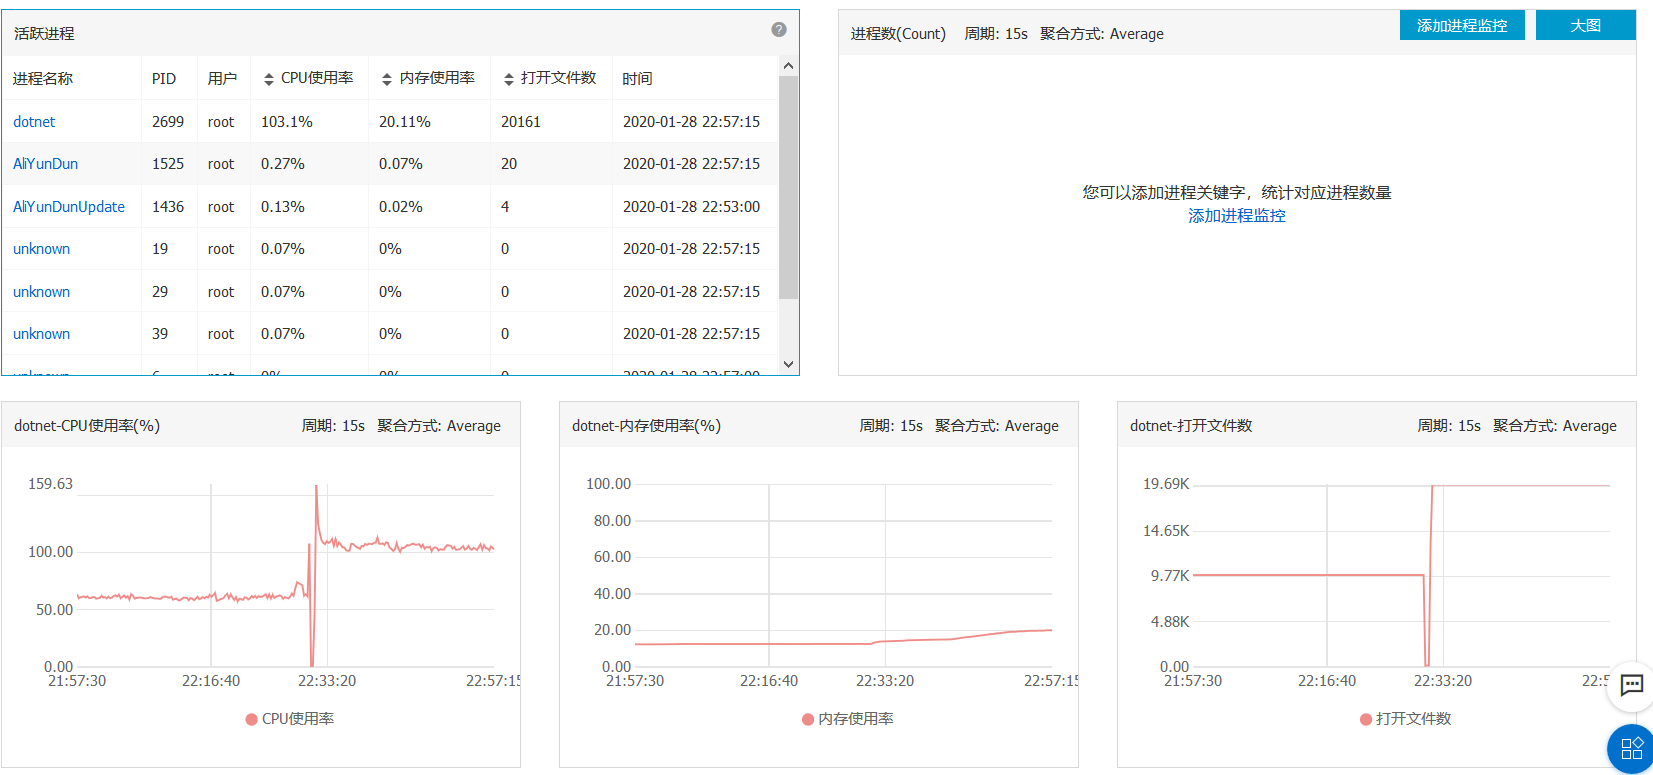 活跃进程
进程名称 PID 用户 CPU使用率 内存使用率 打开文件数 时间
dotnet 2699 root 103.1% 20.11% 20161 2020-01-28 22:57:15
AliYunDun 1525 root 0.27% 0.07% 20 2020-01-28 22:57:15
AliYunDunUpdate 1436 root 0.13% 0.02% 4 2020-01-28 22:53:00
unknown 19 root 0.07% 0% 0 2020-01-28 22:57:15
unknown 29 root 0.07% 0% 0 2020-01-28 22:57:15
unknown 39 root 0.07% 0% 0 2020-01-28 22:57:15
进程数(Count) 周期: 15s 聚合方式: Average
添加进程监控 大图
您可以添加进程关键字，统计对应进程数量
添加进程监控
dotnet-CPU使用率(%) 周期: 15s 聚合方式: Average
159.63
100.00
50.00
0.00
21:57:30 22:16:40 22:33:20 22:57:15
CPU使用率
dotnet-内存使用率(%) 周期: 15s 聚合方式: Average
100.00
80.00
60.00
40.00
20.00
0.00
21:57:30 22:16:40 22:33:20 22:57:15
内存使用率
dotnet-打开文件数 周期: 15s 聚合方式: Average
19.69K
14.65K
9.77K
4.88K
0.00
21:57:30 22:16:40 22:33:20
打开文件数